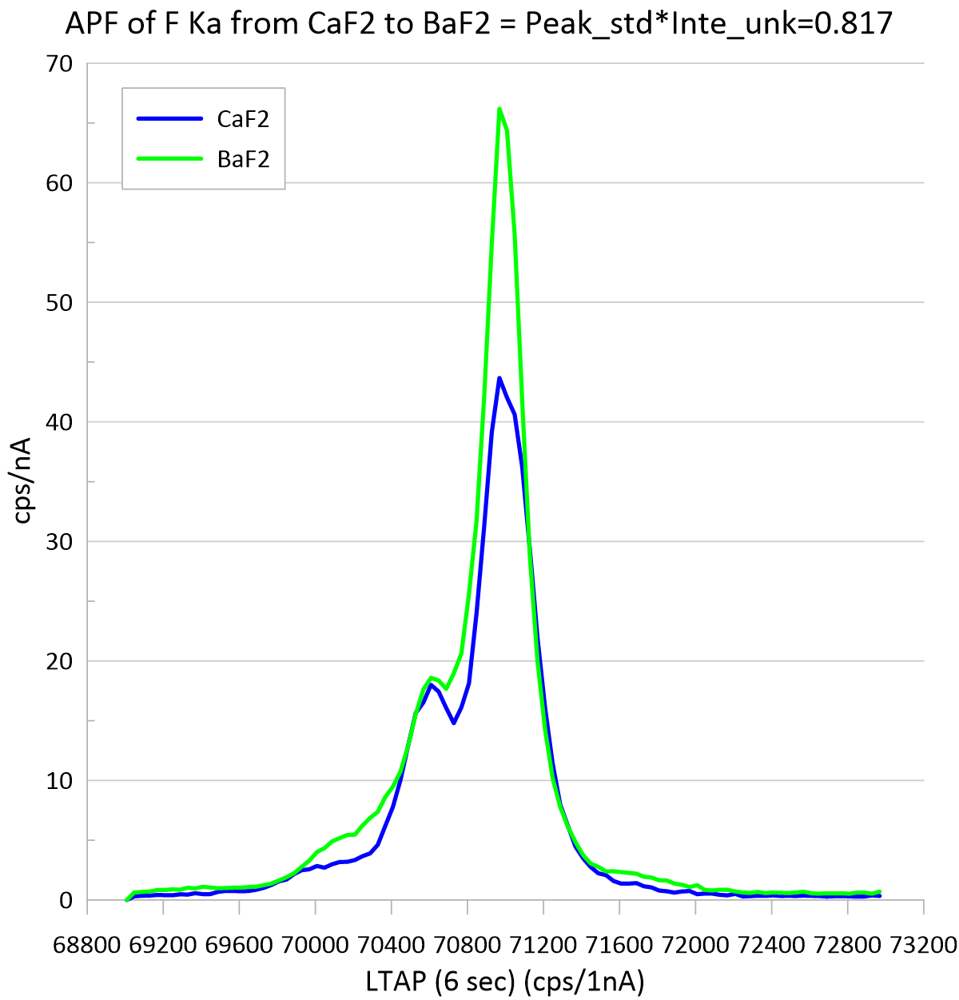 APF of F Ka from CaF2 to BaF2 = Peak_std*Inte_unk=0.817
70
CaF2
BaF2
60
50
40
cps/nA
30
20
10
0
68800 69200 69600 70000 70400 70800 71200 71600 72000 72400 72800 73200
LTAP (6 sec) (cps/1nA)